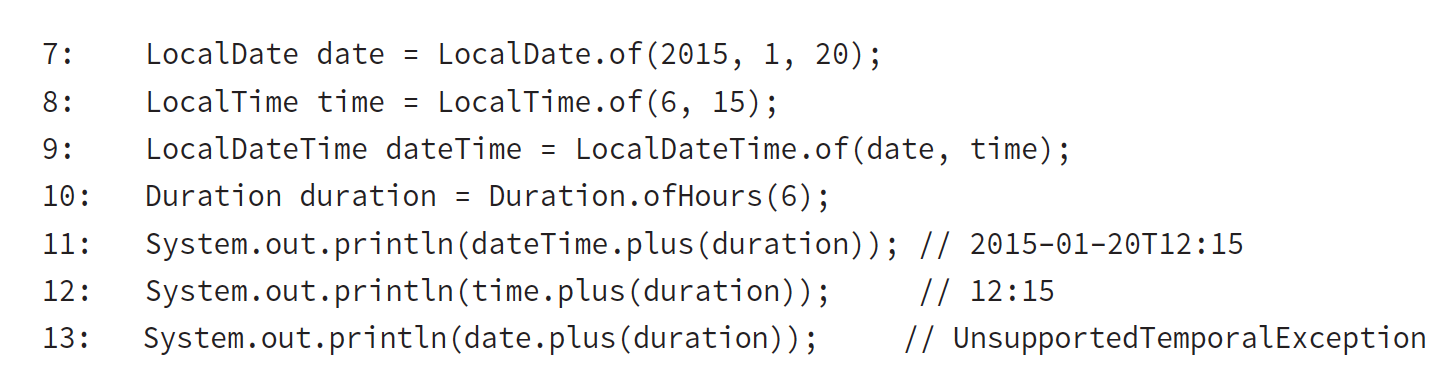 7: LocalDate date = LocalDate.of(2015, 1, 20);
8: LocalTime time = LocalTime.of(6, 15);
9: LocalDateTime dateTime = LocalDateTime.of(date, time);
10: Duration duration = Duration.ofHours(6);
11: System.out.println(dateTime.plus(duration)); // 2015–01–20T12:15
12: System.out.println(time.plus(duration)); // 12:15
13: System.out.println(date.plus(duration)); // UnsupportedTemporalException